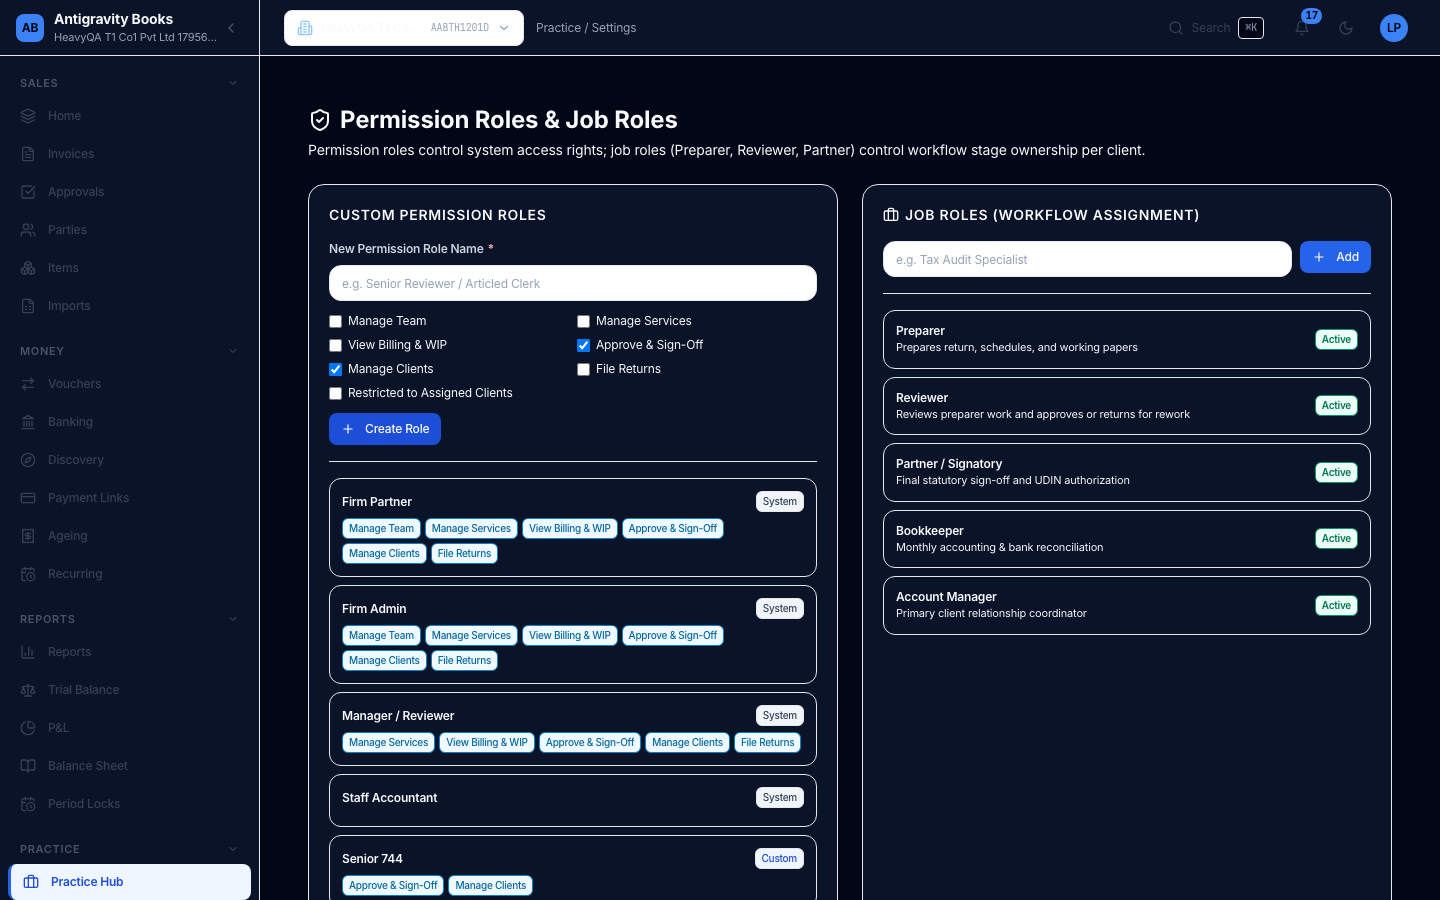 AB
Antigravity Books
HeavyQA T1 Co1 Pvt Ltd 17956...
AABTH1201D
Practice / Settings
Search
⌘K
17
LP
SALES
Home
Invoices
Approvals
Parties
Items
Imports
MONEY
Vouchers
Banking
Discovery
Payment Links
Ageing
Recurring
REPORTS
Reports
Trial Balance
P&L
Balance Sheet
Period Locks
PRACTICE
Practice Hub
Permission Roles & Job Roles
Permission roles control system access rights; job roles (Preparer, Reviewer, Partner) control workflow stage ownership per client.
CUSTOM PERMISSION ROLES
New Permission Role Name *
e.g. Senior Reviewer / Articled Clerk
Manage Team
Manage Services
View Billing & WIP
Approve & Sign-Off
Manage Clients
File Returns
Restricted to Assigned Clients
+ Create Role
Firm Partner
System
Manage Team Manage Services View Billing & WIP Approve & Sign-Off
Manage Clients File Returns
Firm Admin
System
Manage Team Manage Services View Billing & WIP Approve & Sign-Off
Manage Clients File Returns
Manager / Reviewer
System
Manage Services View Billing & WIP Approve & Sign-Off Manage Clients File Returns
Staff Accountant
System
Senior 744
Custom
Approve & Sign-Off Manage Clients
JOB ROLES (WORKFLOW ASSIGNMENT)
e.g. Tax Audit Specialist
+ Add
Preparer
Prepares return, schedules, and working papers
Active
Reviewer
Reviews preparer work and approves or returns for rework
Active
Partner / Signatory
Final statutory sign-off and UDIN authorization
Active
Bookkeeper
Monthly accounting & bank reconciliation
Active
Account Manager
Primary client relationship coordinator
Active